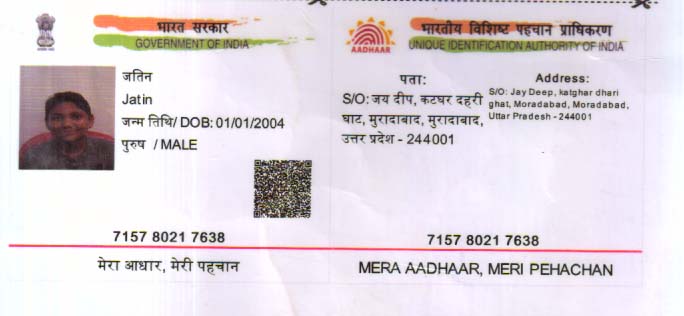 भारत सरकार
GOVERNMENT OF INDIA
जतिन
Jatin
जन्म तिथि/ DOB: 01/01/2004
पुरुष / MALE
7157 8021 7638
मेरा आधार, मेरी पहचान
भारतीय विशिष्ट पहचान प्राधिकरण
UNIQUE IDENTIFICATION AUTHORITY OF INDIA
AADHAAR
पता:
S/O: जय दीप, कटघर दहरी
घाट, मुरादाबाद, मुरादाबाद,
उत्तर प्रदेश - 244001
Address:
S/O: Jay Deep, katghar dhari
ghat, Moradabad, Moradabad,
Uttar Pradesh - 244001
7157 8021 7638
MERA AADHAAR, MERI PEHACHAN